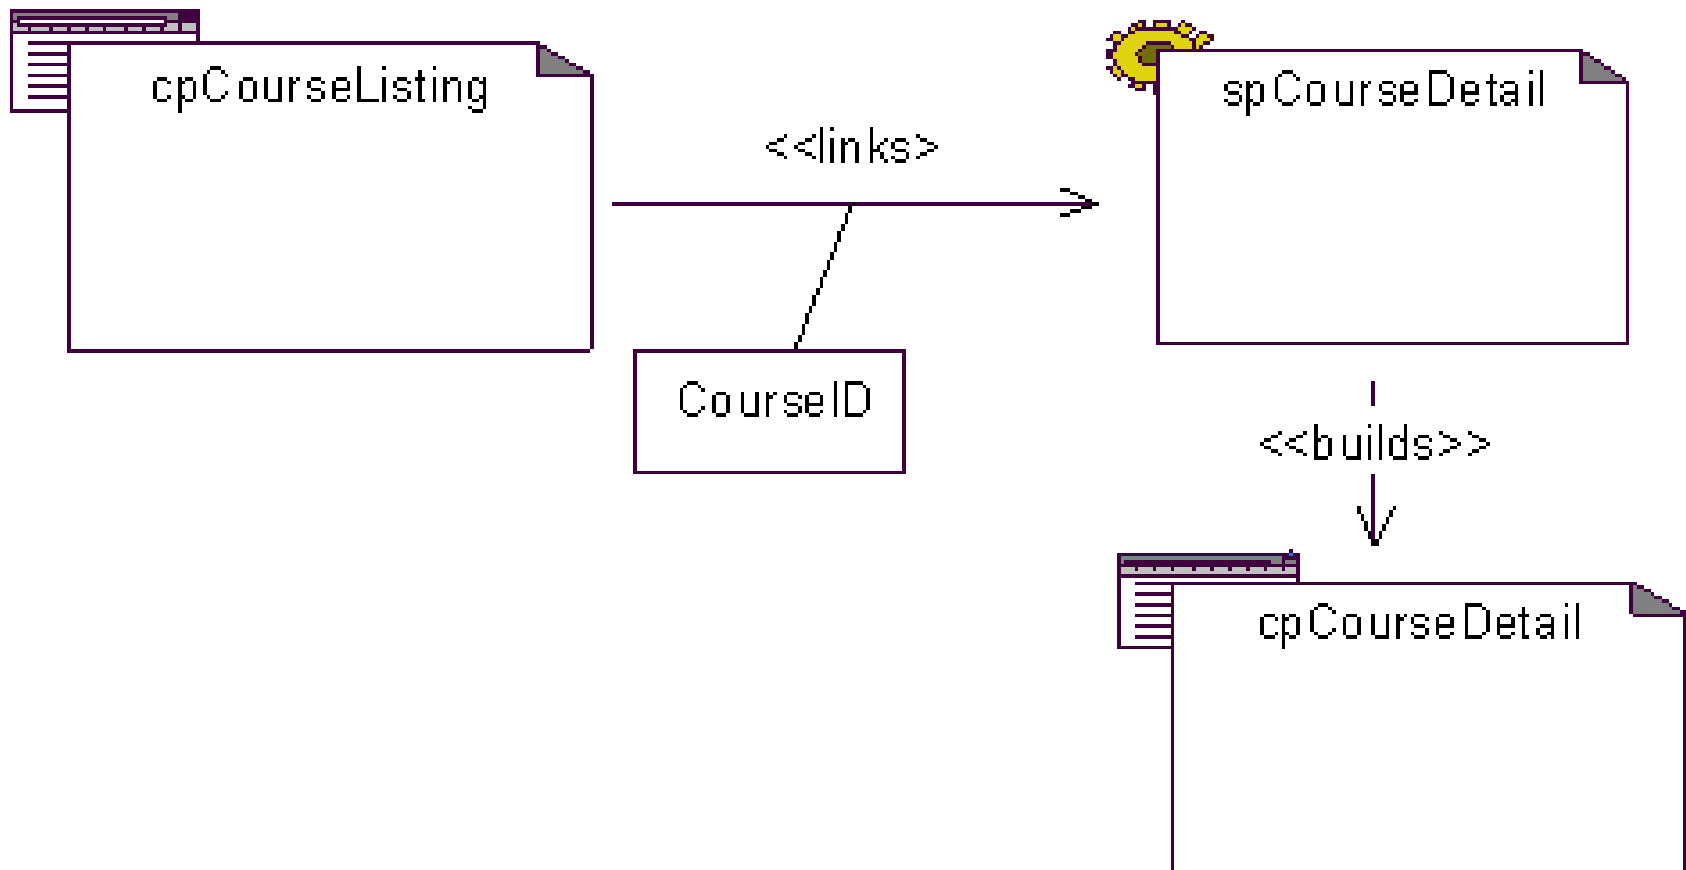 cpCourseListing
spCourseDetail
<<links>
CourseID
<<builds>>
cpCourseDetail